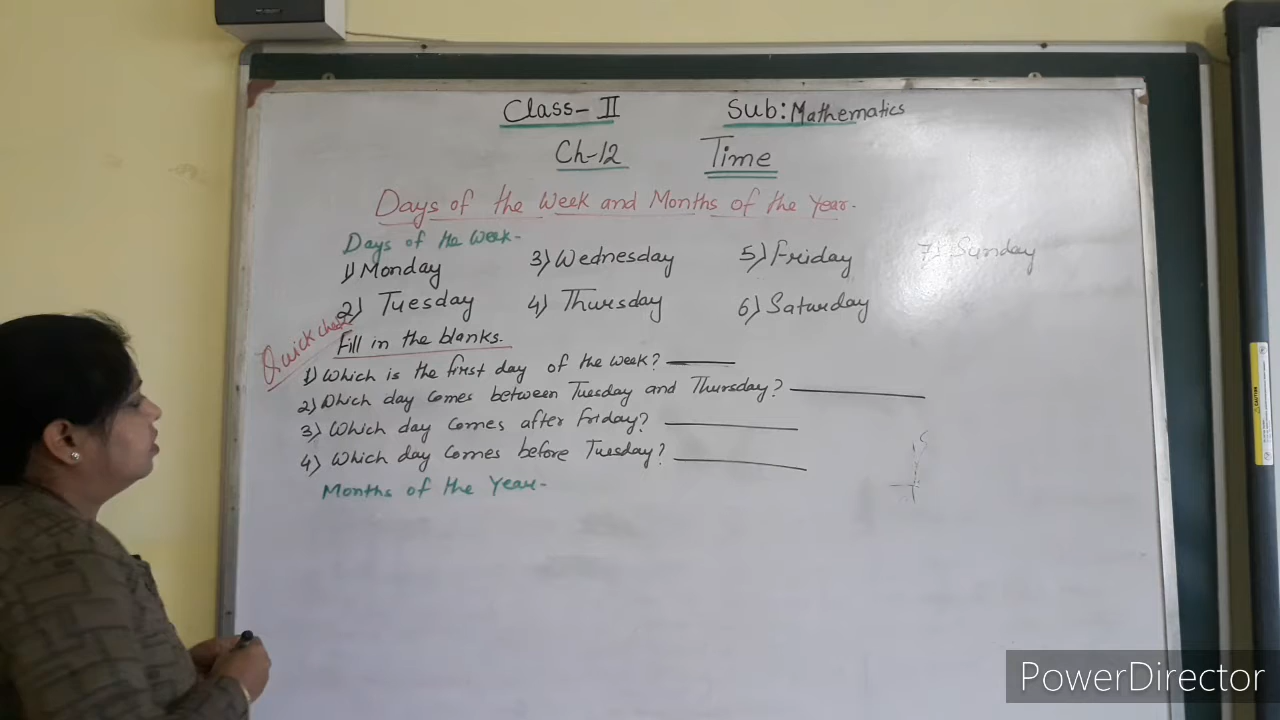 Class-II Sub: Mathematics
Ch-12 Time
Days of the Week and Months of the Year.
Days of the Week-
1) Monday 3) Wednesday 5) Friday 7) Sunday
2) Tuesday 4) Thursday 6) Saturday
Quick check
Fill in the blanks.
1) Which is the first day of the week?
2) Which day comes between Tuesday and Thursday?
3) Which day comes after Friday?
4) Which day comes before Tuesday?
Months of the Year-
CAUTION
PowerDirector